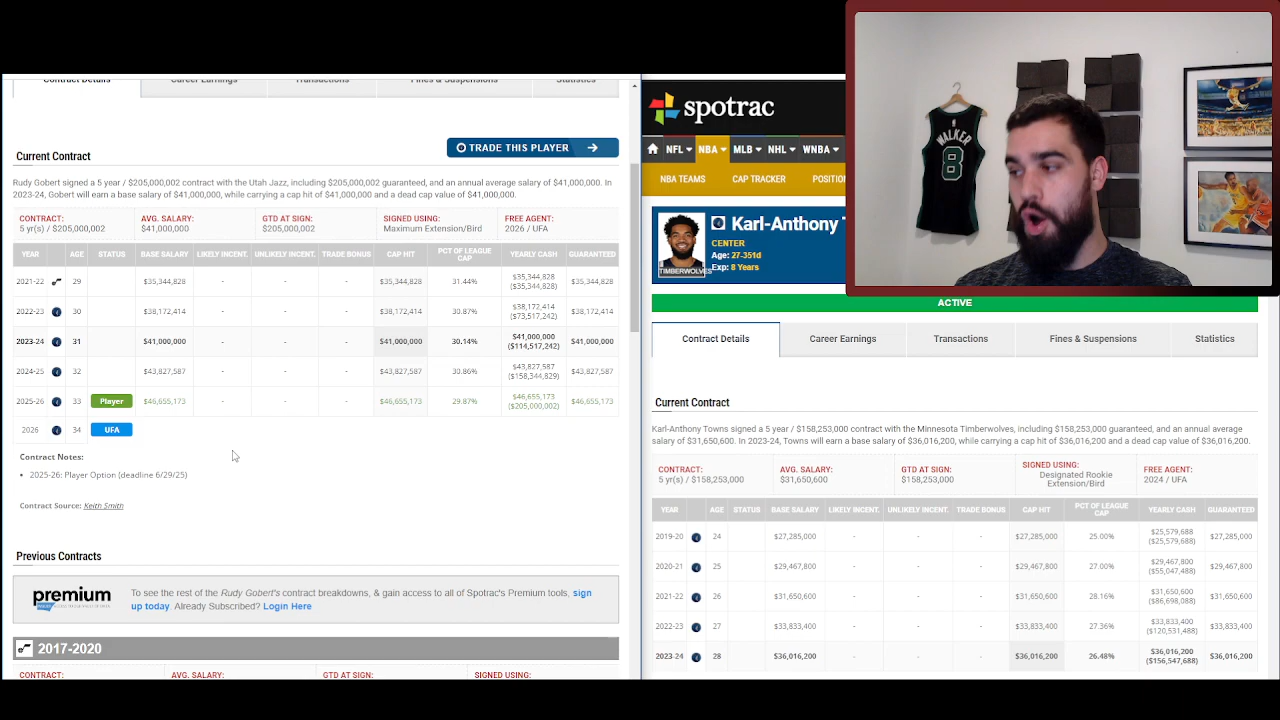 Contract Details Career Earnings Transactions Fines & Suspensions Statistics
TRADE THIS PLAYER
Current Contract
Rudy Gobert signed a 5 year / $205,000,002 contract with the Utah Jazz, including $205,000,002 guaranteed, and an annual average salary of $41,000,000. In
2023-24, Gobert will earn a base salary of $41,000,000, while carrying a cap hit of $41,000,000 and a dead cap value of $41,000,000.
CONTRACT: AVG. SALARY: GTD AT SIGN: SIGNED USING: FREE AGENT:
5 yr(s) / $205,000,002 $41,000,000 $205,000,002 Maximum Extension/Bird 2026 / UFA
YEAR AGE STATUS BASE SALARY LIKELY INCENT. UNLIKELY INCENT. TRADE BONUS CAP HIT PCT OF LEAGUE CAP YEARLY CASH GUARANTEED
2021-22 29 $35,344,828 - - - $35,344,828 31.44% $35,344,828 ($35,344,828) $35,344,828
2022-23 30 $38,172,414 - - - $38,172,414 30.87% $38,172,414 ($73,517,242) $38,172,414
2023-24 31 $41,000,000 - - - $41,000,000 30.14% $41,000,000 ($114,517,242) $41,000,000
2024-25 32 $43,827,587 - - - $43,827,587 30.86% $43,827,587 ($158,344,829) $43,827,587
2025-26 33 Player $46,655,173 - - - $46,655,173 29.87% $46,655,173 ($205,000,002) $46,655,173
2026 34 UFA
Contract Notes:
• 2025-26: Player Option (deadline 6/29/25)
Contract Source: Keith Smith
Previous Contracts
premium
To see the rest of the Rudy Gobert's contract breakdowns, & gain access to all of Spotrac's Premium tools, sign
up today. Already Subscribed? Login Here
2017-2020
CONTRACT: AVG. SALARY: GTD AT SIGN: SIGNED USING:
spotrac
NFL NBA MLB NHL WNBA
NBA TEAMS CAP TRACKER POSITIO
Karl-Anthony T
CENTER
Age: 27-351d
Exp: 8 Years
TIMBERWOLVES
ACTIVE
Contract Details Career Earnings Transactions Fines & Suspensions Statistics
Current Contract
Karl-Anthony Towns signed a 5 year / $158,253,000 contract with the Minnesota Timberwolves, including $158,253,000 guaranteed, and an annual average
salary of $31,650,600. In 2023-24, Towns will earn a base salary of $36,016,200, while carrying a cap hit of $36,016,200 and a dead cap value of $36,016,200.
CONTRACT: AVG. SALARY: GTD AT SIGN: SIGNED USING: FREE AGENT:
5 yr(s) / $158,253,000 $31,650,600 $158,253,000 Designated Rookie Extension/Bird 2024 / UFA
YEAR AGE STATUS BASE SALARY LIKELY INCENT. UNLIKELY INCENT. TRADE BONUS CAP HIT PCT OF LEAGUE CAP YEARLY CASH GUARANTEED
2019-20 24 $27,285,000 - - - $27,285,000 25.00% $25,579,688 ($25,579,688) $27,285,000
2020-21 25 $29,467,800 - - - $29,467,800 27.00% $29,467,800 ($55,047,488) $29,467,800
2021-22 26 $31,650,600 - - - $31,650,600 28.16% $31,650,600 ($86,698,088) $31,650,600
2022-23 27 $33,833,400 - - - $33,833,400 27.36% $33,833,400 ($120,531,488) $33,833,400
2023-24 28 $36,016,200 - - - $36,016,200 26.48% $36,016,200 ($156,547,688) $36,016,200
WALKER
8